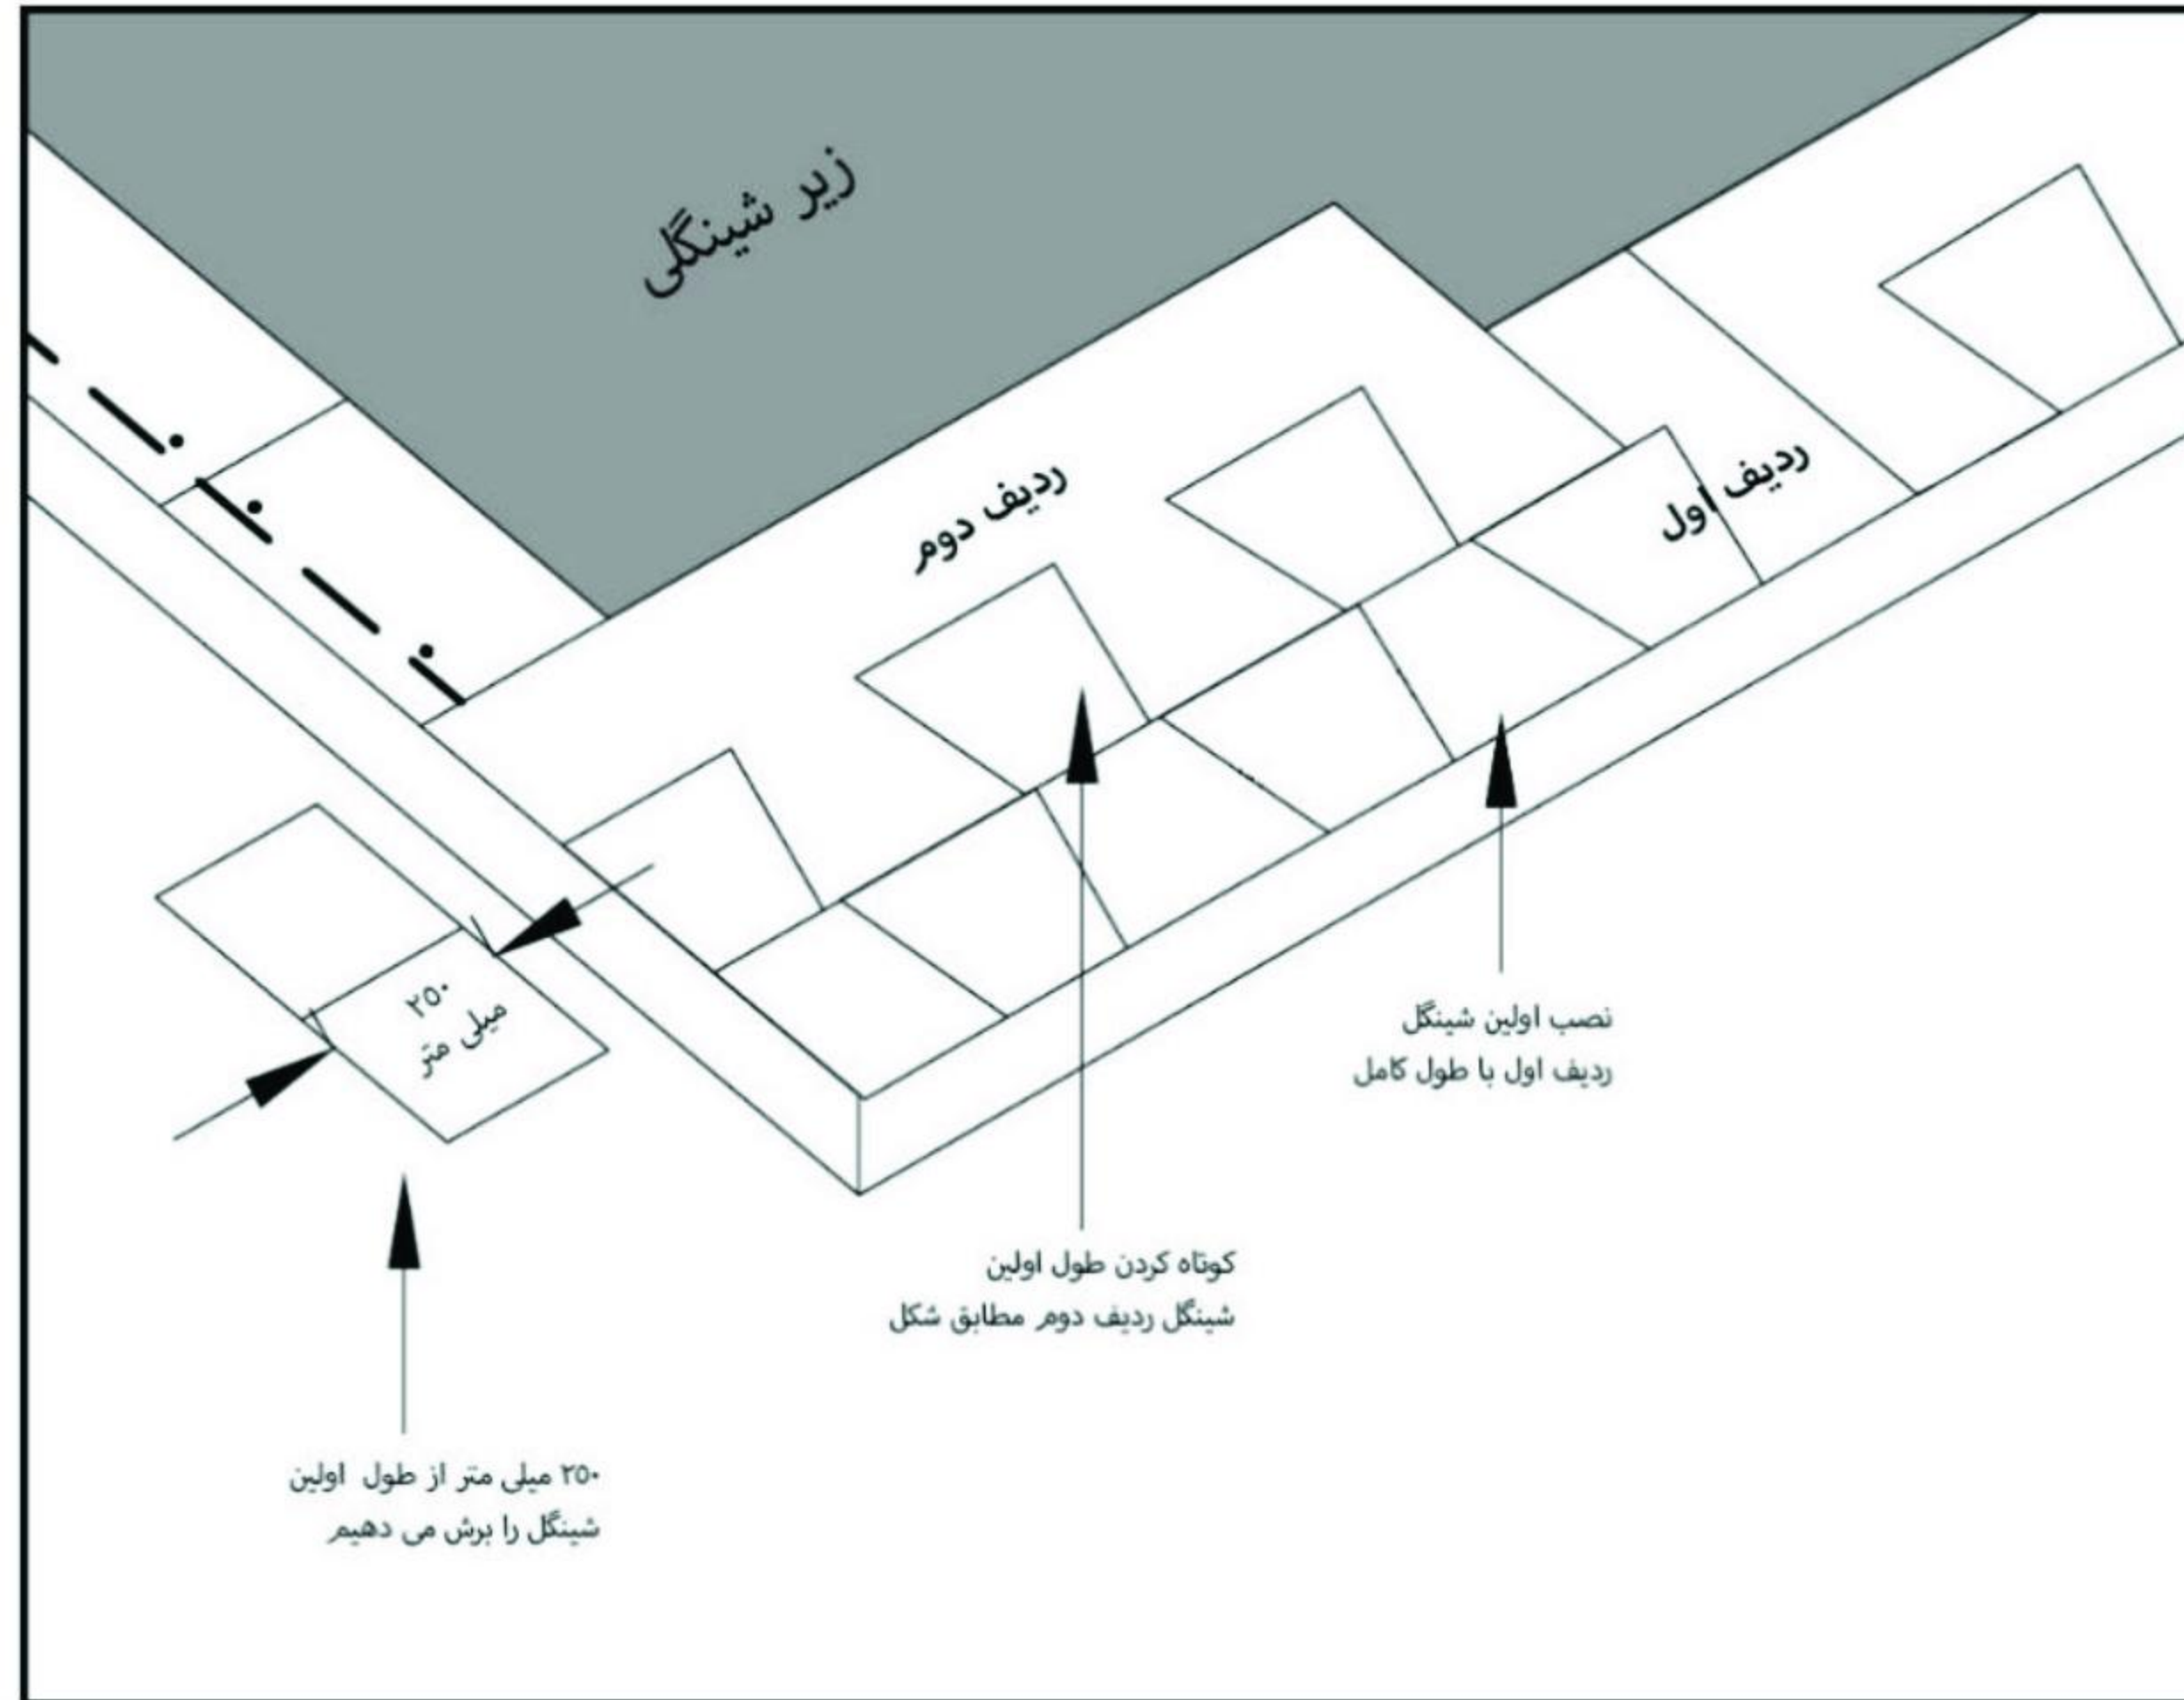 زیر شینگلی
ردیف دوم
ردیف اول
۲۵۰
میلی متر
نصب اولین شینگل
ردیف اول با طول کامل
کوتاه کردن طول اولین
شینگل ردیف دوم مطابق شکل
۲۵۰ میلی متر از طول اولین
شینگل را برش می دهیم